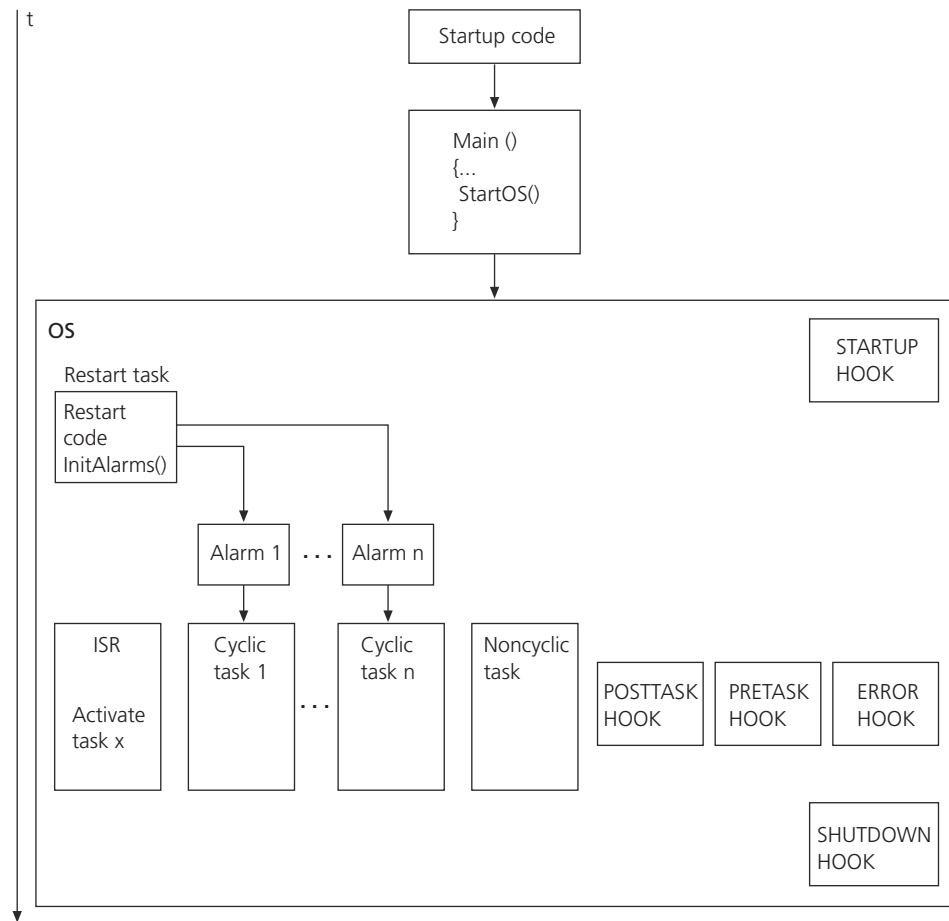 t
Startup code
Main ()
{...
StartOS()
}
OS
STARTUP
HOOK
Restart task
Restart
code
InitAlarms()
Alarm 1
...
Alarm n
ISR
Activate
task x
Cyclic
task 1
...
Cyclic
task n
Noncyclic
task
POSTTASK
HOOK
PRETASK
HOOK
ERROR
HOOK
SHUTDOWN
HOOK